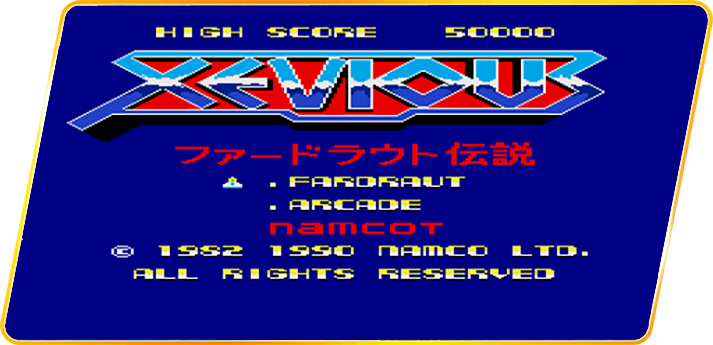 HIGH SCORE 50000
XEVIOUS
ファードラウト伝説
.FARDRAUT
.ARCADE
namcot
© 1982 1990 NAMCO LTD.
ALL RIGHTS RESERVED